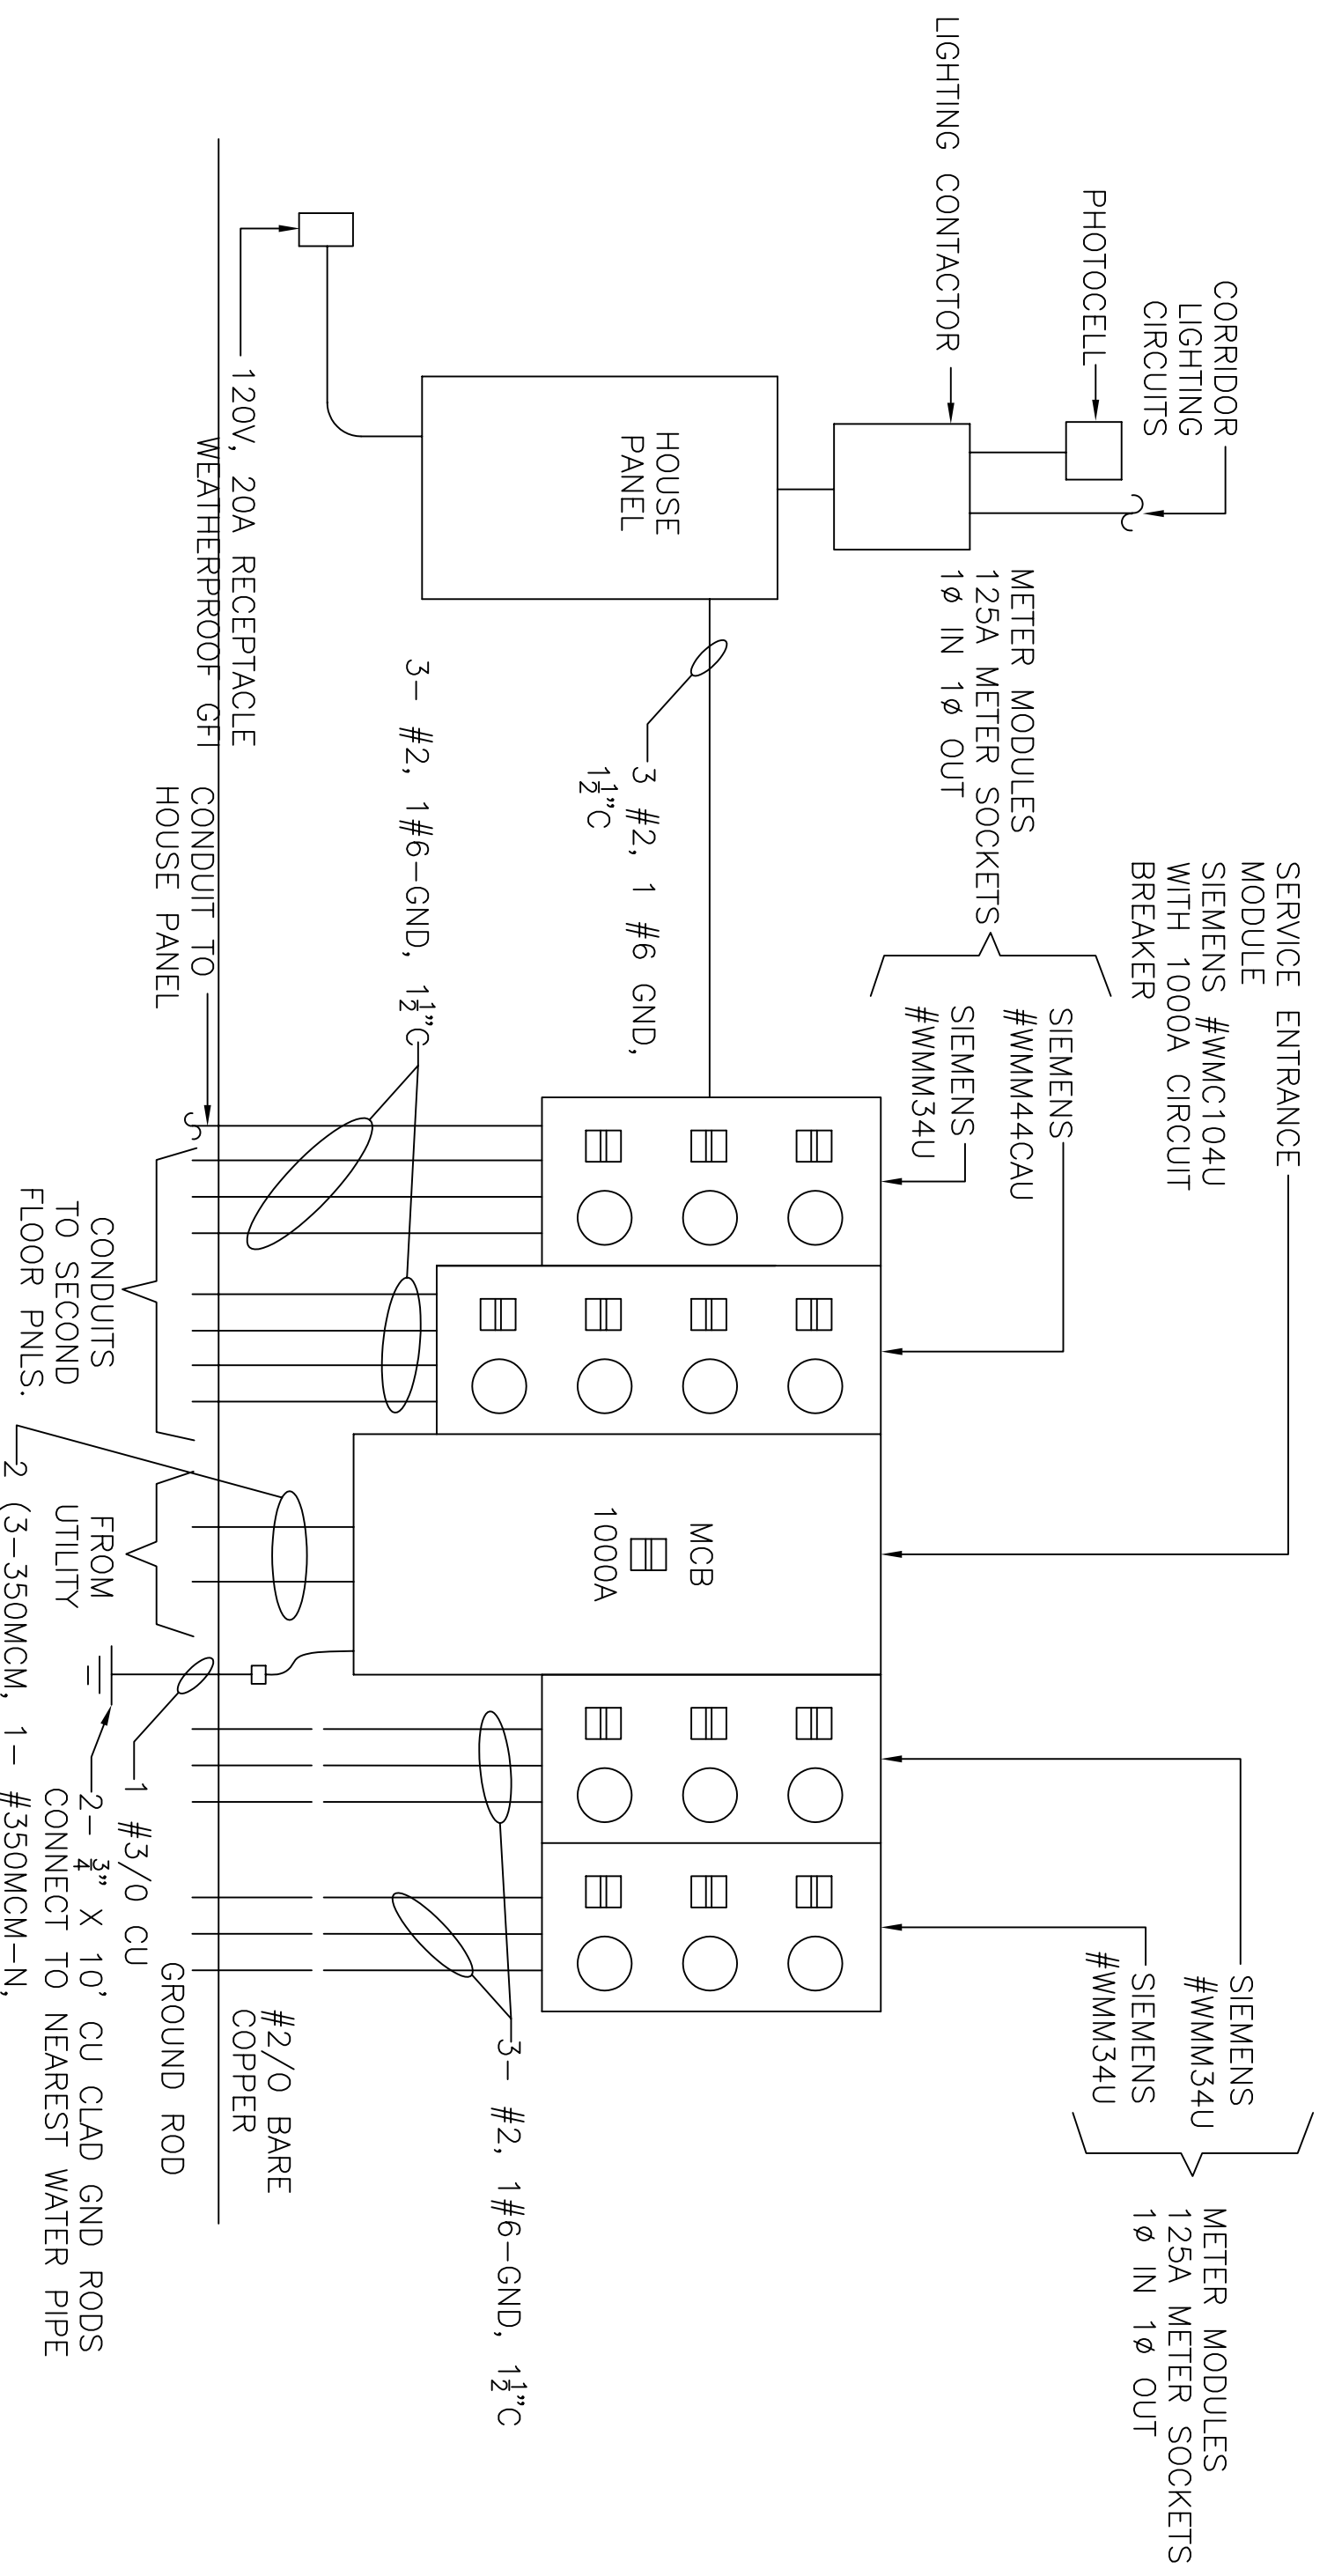 CORRIDOR
LIGHTING
CIRCUITS
PHOTOCELL
LIGHTING CONTACTOR
HOUSE
PANEL
120V, 20A RECEPTACLE
WEATHERPROOF GFI
SERVICE ENTRANCE
MODULE
SIEMENS #WMC104U
WITH 1000A CIRCUIT
BREAKER
METER MODULES
125A METER SOCKETS
1Ø IN 1Ø OUT
SIEMENS
#WMM44CAU
SIEMENS
#WMM34U
3 #2, 1 #6 GND,
1½"C
3- #2, 1#6-GND, 1½"C
CONDUIT TO
HOUSE PANEL
CONDUITS
TO SECOND
FLOOR PNLS.
MCB
1000A
FROM
UTILITY
2 (3-350MCM, 1- #350MCM-N,
SIEMENS
#WMM34U
SIEMENS
#WMM34U
METER MODULES
125A METER SOCKETS
1Ø IN 1Ø OUT
3- #2, 1#6-GND, 1½"C
#2/0 BARE
COPPER
GROUND ROD
1 #3/0 CU
2- ¾" X 10' CU CLAD GND RODS
CONNECT TO NEAREST WATER PIPE